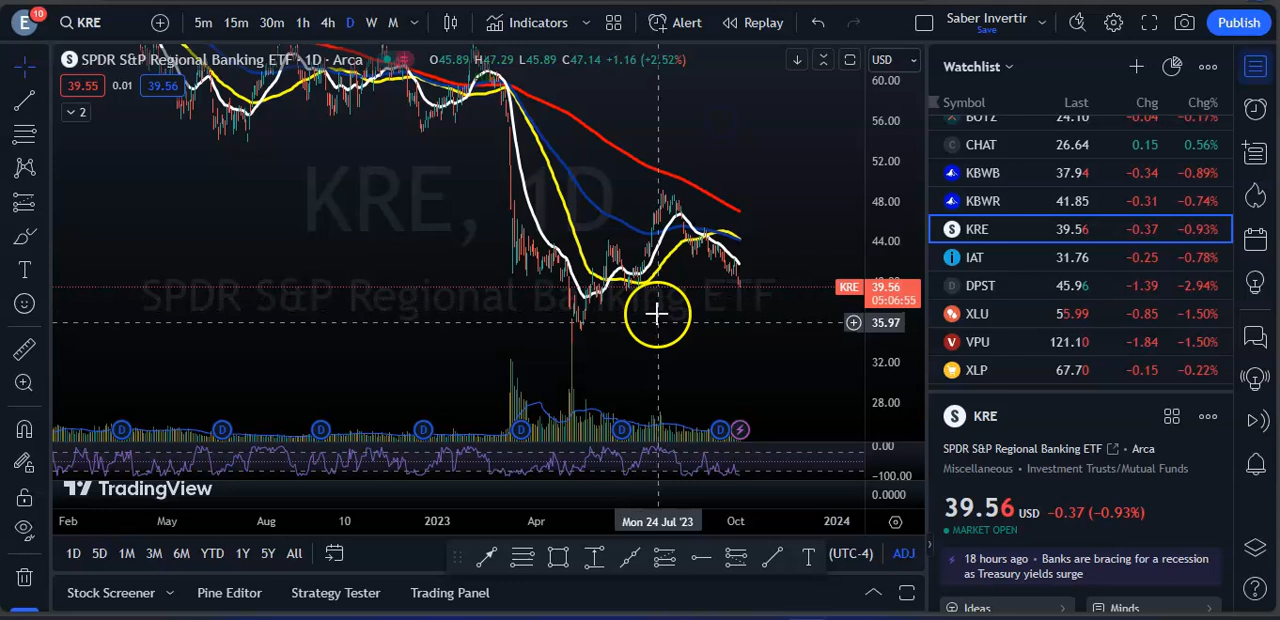 E 10 KRE 5m 15m 30m 1h 4h D W M Indicators Alert Replay Saber Invertir Save Publish
S SPDR S&P Regional Banking ETF · 1D · Arca O45.89 H47.29 L45.89 C47.14 +1.16 (+2.52%) USD
39.55 0.01 39.56
2
KRE, 1D
SPDR S&P Regional Banking ETF
60.00
56.00
52.00
48.00
44.00
KRE 39.56
05:06:55
35.97
32.00
28.00
D D D D D D D
0.00
−100.00
0.0000
TradingView
Feb May Aug 10 2023 Apr Mon 24 Jul '23 Oct 2024
1D 5D 1M 3M 6M YTD 1Y 5Y All T (UTC-4) ADJ
Stock Screener Pine Editor Strategy Tester Trading Panel
Watchlist
Symbol Last Chg Chg%
BOTZ 24.10 −0.04 −0.17%
C CHAT 26.64 0.15 0.56%
KBWB 37.94 −0.34 −0.89%
KBWR 41.85 −0.31 −0.74%
S KRE 39.56 −0.37 −0.93%
IAT 31.76 −0.25 −0.78%
D DPST 45.96 −1.39 −2.94%
XLU 55.99 −0.85 −1.50%
V VPU 121.10 −1.84 −1.50%
XLP 67.70 −0.15 −0.22%
S KRE
SPDR S&P Regional Banking ETF · Arca
Miscellaneous · Investment Trusts/Mutual Funds
39.56 USD −0.37 (−0.93%)
MARKET OPEN
18 hours ago · Banks are bracing for a recession
as Treasury yields surge
Ideas Minds